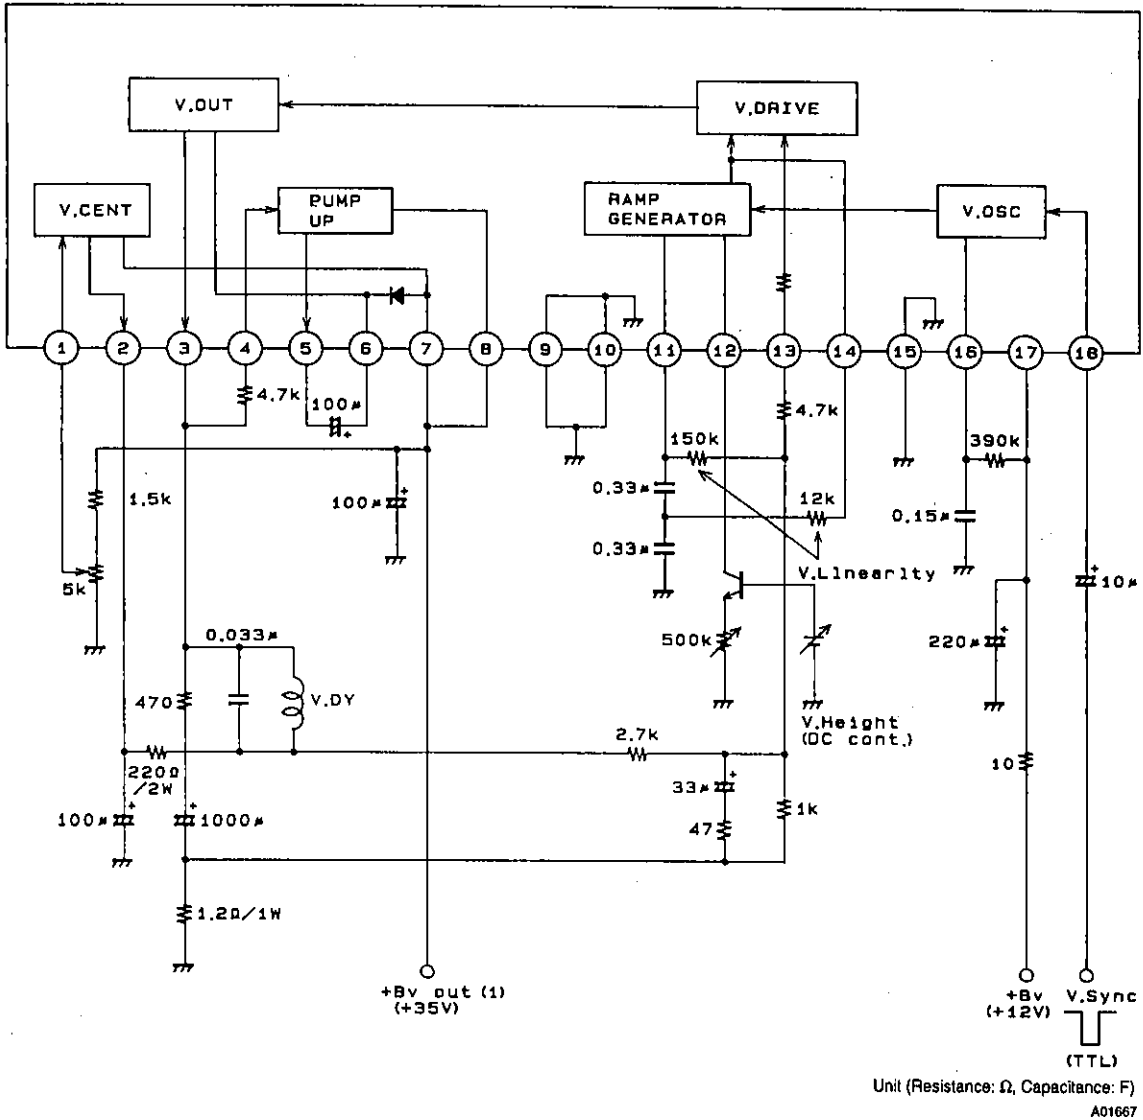 V.OUT
V.DRIVE
V.CENT
PUMP
UP
RAMP
GENERATOR
V.OSC
1
2
3
4
5
6
7
8
9
10
11
12
13
14
15
16
17
18
4.7k
100μ
+
4.7k
150k
390k
1.5k
100μ
+
0.33μ
12k
0.15μ
0.33μ
V.Linearity
5k
+
10μ
0.033μ
500k
220μ
+
470
V.DY
V.Height
(DC cont.)
2.7k
10
220Ω
/2W
33μ
+
1k
100μ
+
+
1000μ
47
1.2Ω/1W
+Bv out (1)
(+35V)
+Bv
(+12V)
V.Sync
(TTL)
Unit (Resistance: Ω, Capacitance: F)
A01667